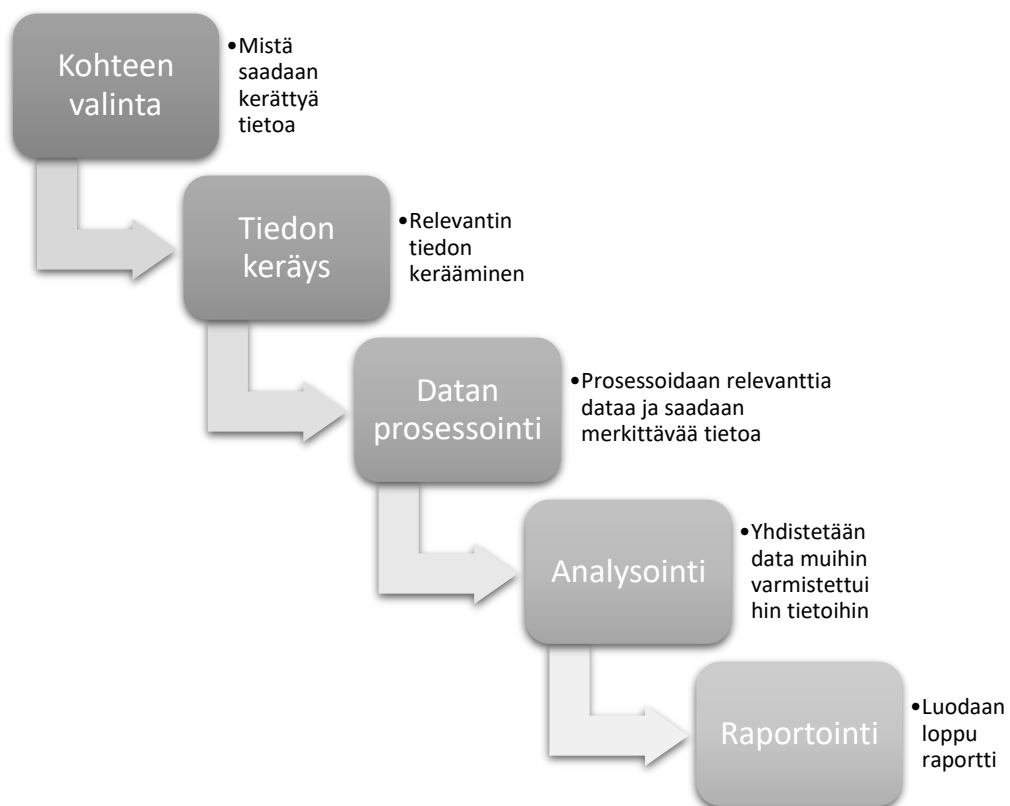 Kohteen
valinta
•Mistä
saadaan
kerättyä
tietoa
Tiedon
keräys
•Relevantin
tiedon
kerääminen
Datan
prosessointi
•Prosessoidaan relevanttia
dataa ja saadaan
merkittävää tietoa
Analysointi
•Yhdistetään
data muihin
varmistettui
hin tietoihin
Raportointi
•Luodaan
loppu
raportti